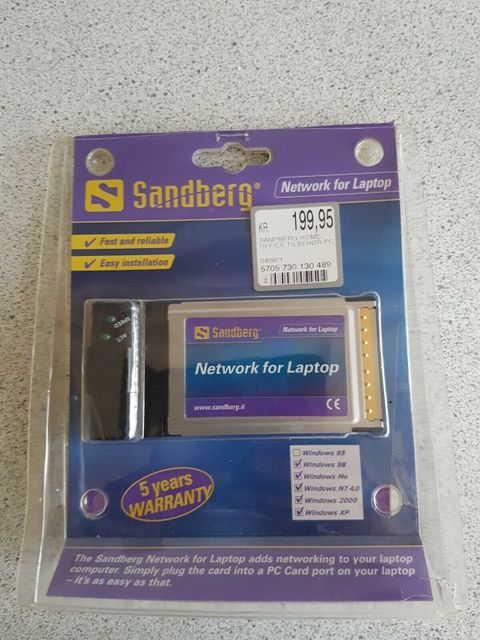 Sandberg®
Network for Laptop
Fast and reliable
Easy installation
KR 199,95
SANDBERG HOME
OFFICE TILBEHØR PC
040901
5705 730 130 489
SPEED
ACT
Sandberg® Network for Laptop
Network for Laptop
www.sandberg.it CE
Windows 95
Windows 98
Windows Me
Windows NT 4.0
Windows 2000
Windows XP
5 years
WARRANTY
The Sandberg Network for Laptop adds networking to your laptop
computer. Simply plug the card into a PC Card port on your laptop
– it's as easy as that.